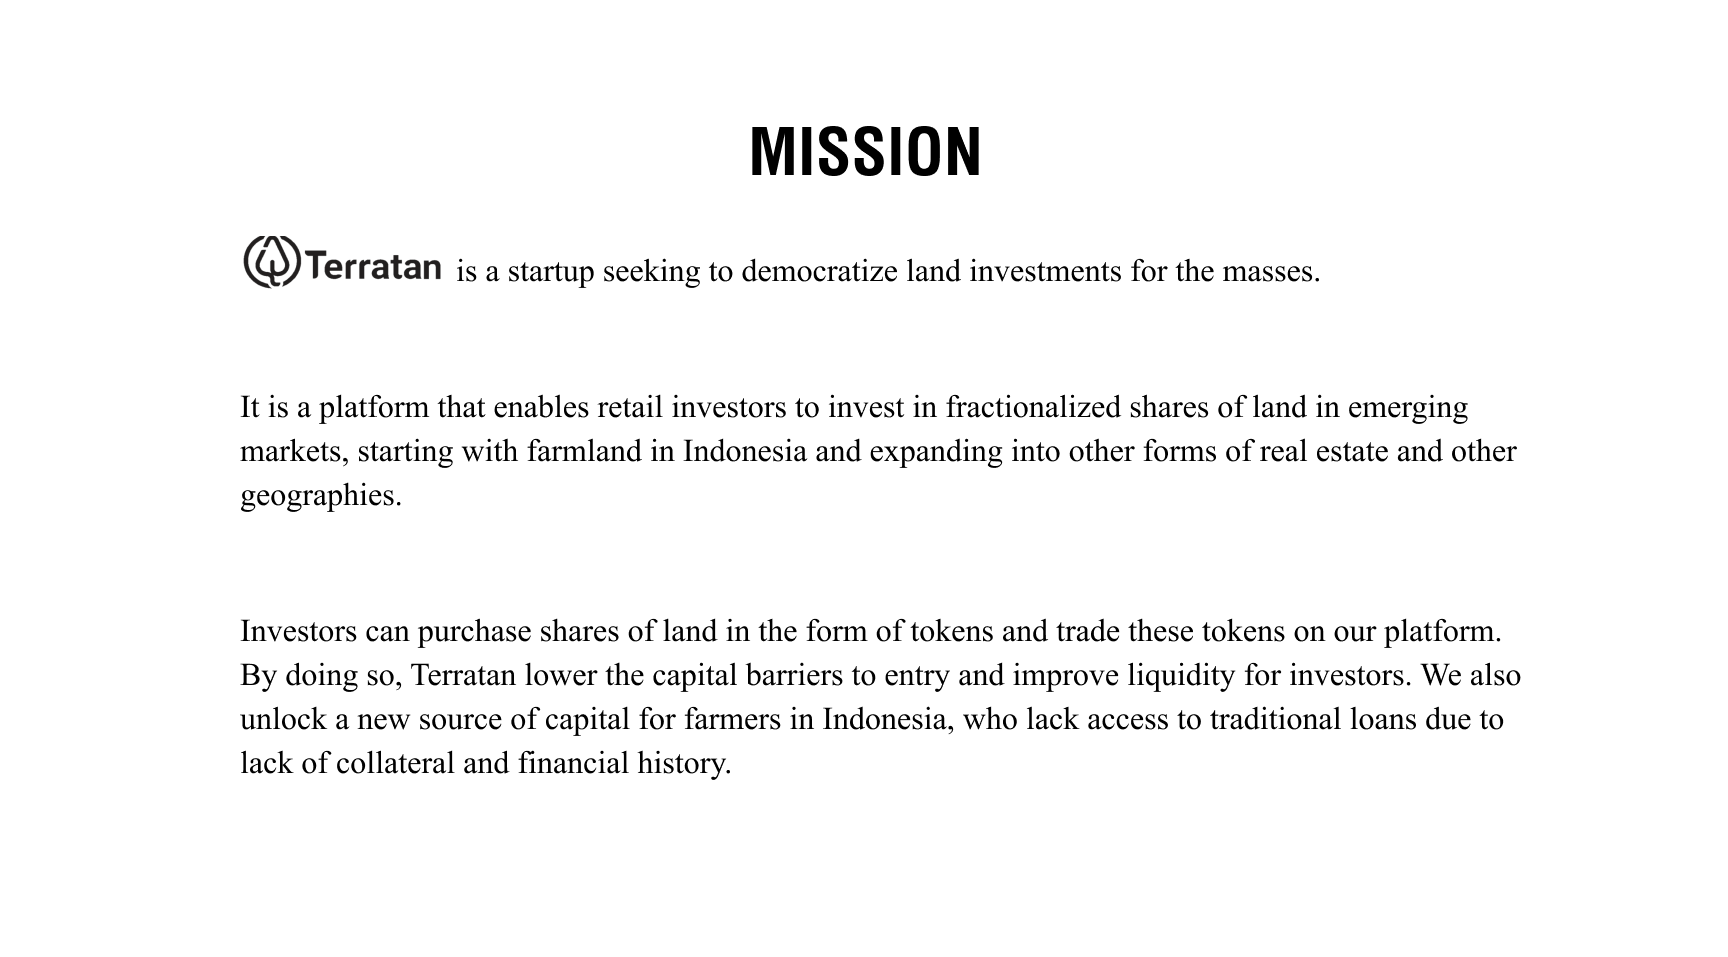 MISSION
Terratan is a startup seeking to democratize land investments for the masses.
It is a platform that enables retail investors to invest in fractionalized shares of land in emerging
markets, starting with farmland in Indonesia and expanding into other forms of real estate and other
geographies.
Investors can purchase shares of land in the form of tokens and trade these tokens on our platform.
By doing so, Terratan lower the capital barriers to entry and improve liquidity for investors. We also
unlock a new source of capital for farmers in Indonesia, who lack access to traditional loans due to
lack of collateral and financial history.